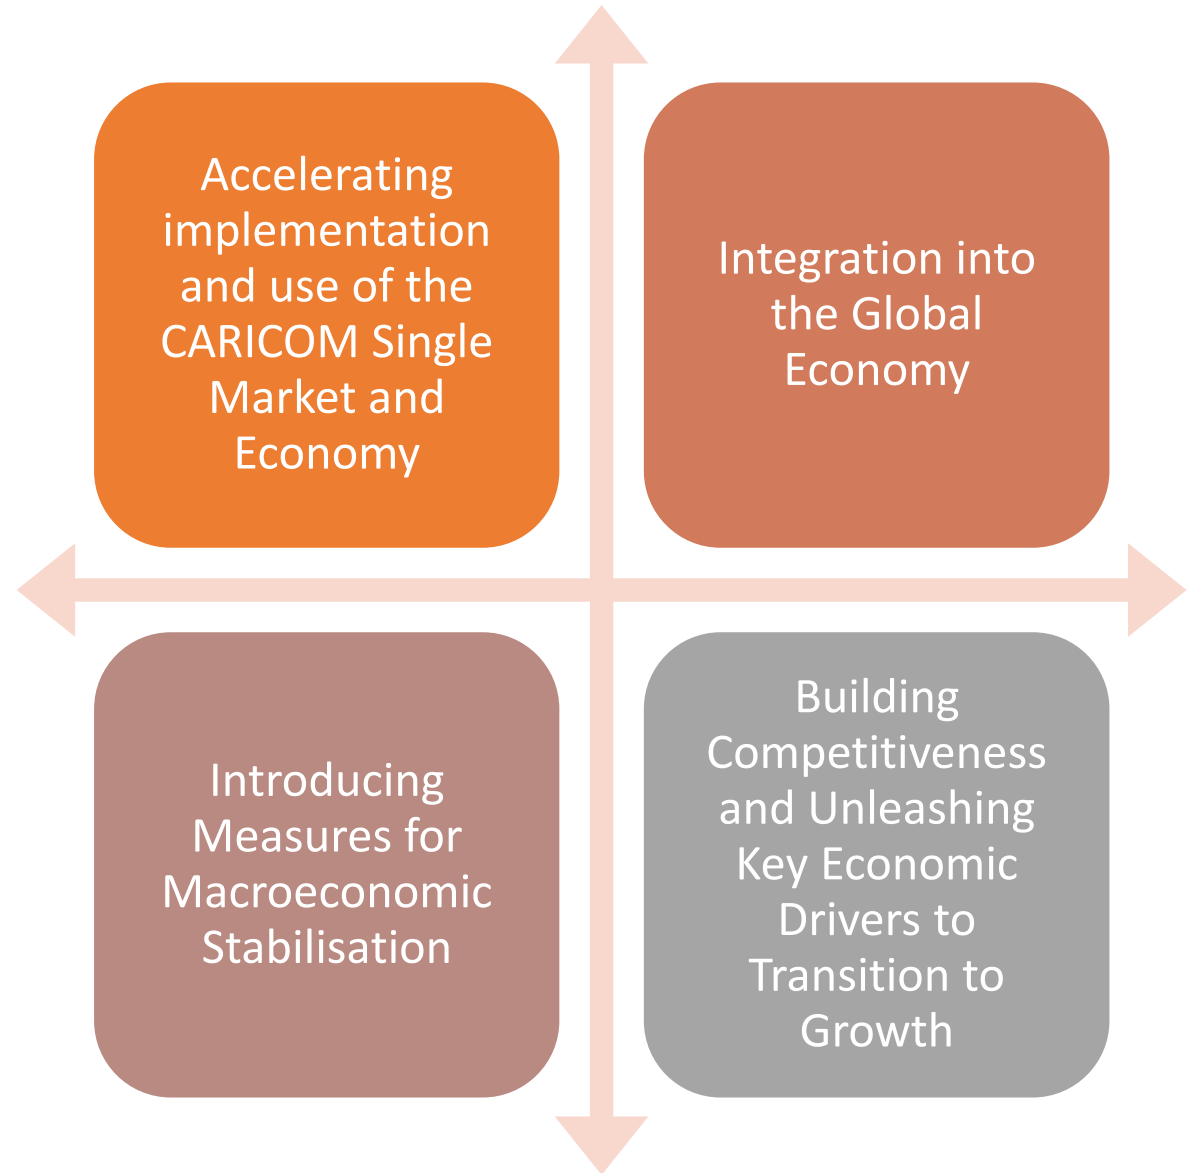 Accelerating
implementation
and use of the
CARICOM Single
Market and
Economy
Integration into
the Global
Economy
Introducing
Measures for
Macroeconomic
Stabilisation
Building
Competitiveness
and Unleashing
Key Economic
Drivers to
Transition to
Growth